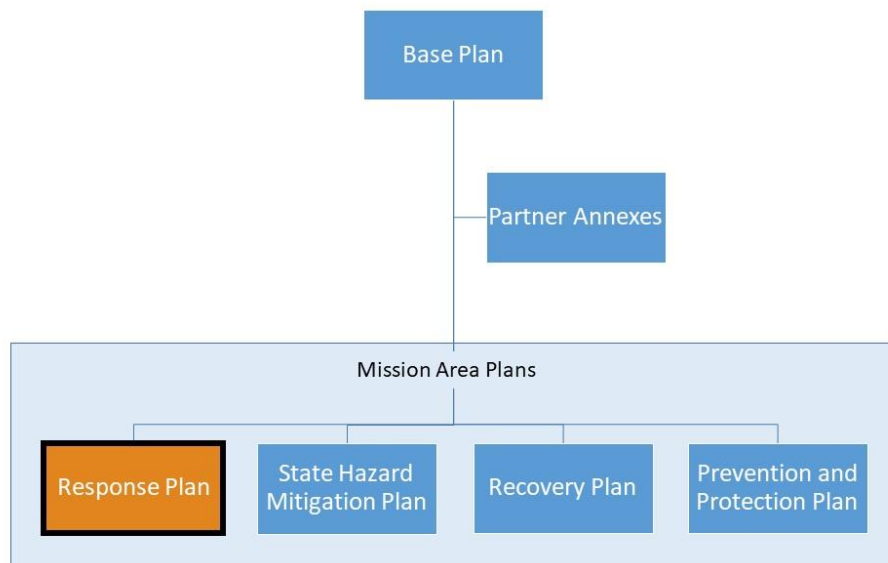 Base Plan
Partner Annexes
Mission Area Plans
Response Plan
State Hazard
Mitigation Plan
Recovery Plan
Prevention and
Protection Plan